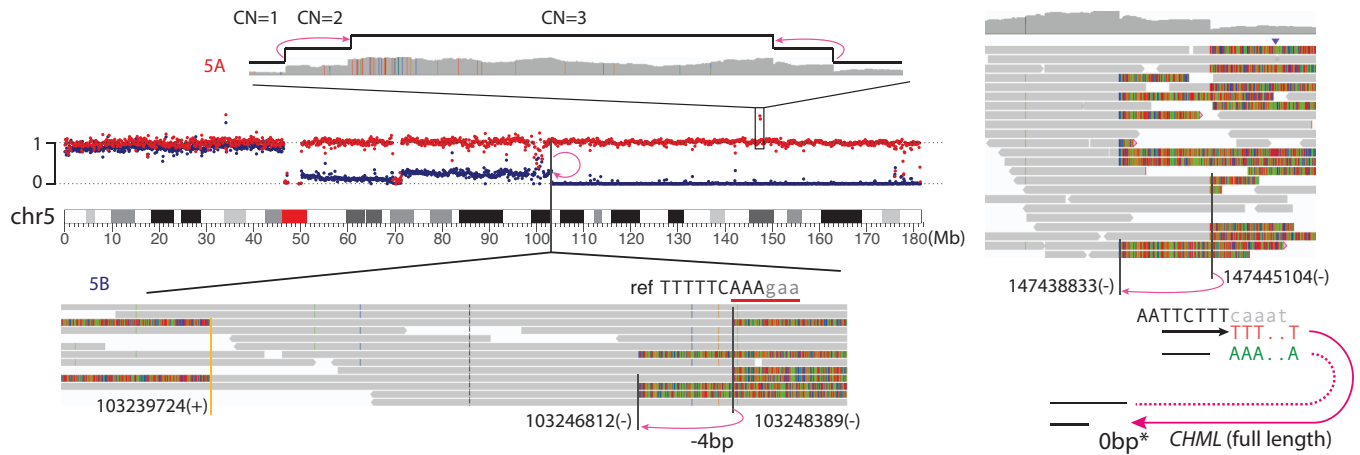 CN=1 CN=2 CN=3
5A
1
0
chr5
0 10 20 30 40 50 60 70 80 90 100 110 120 130 140 150 160 170 180 (Mb)
5B
ref TTTTTCAAAgaa
103239724(+)
103246812(-)
103248389(-)
-4bp
147438833(-)
147445104(-)
AATTCTTTcaaat
TTT..T
AAA..A
0bp*
CHML (full length)